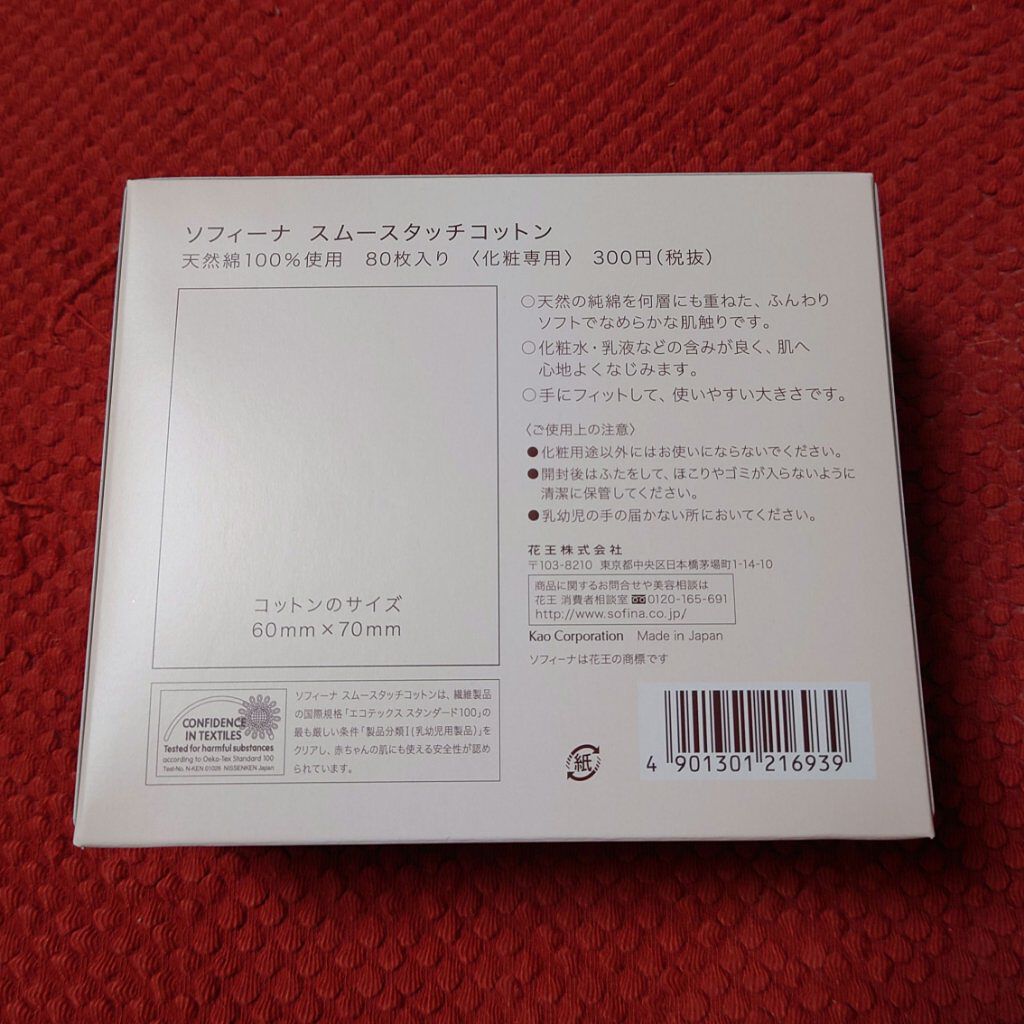 ソフィーナ スムースタッチコットン
天然綿100%使用 80枚入り 〈化粧専用〉 300円(税抜)
○天然の純綿を何層にも重ねた、ふんわり
ソフトでなめらかな肌触りです。
○化粧水・乳液などの含みが良く、肌へ
心地よくなじみます。
○手にフィットして、使いやすい大きさです。
〈ご使用上の注意〉
●化粧用途以外にはお使いにならないでください。
●開封後はふたをして、ほこりやゴミが入らないように
清潔に保管してください。
●乳幼児の手の届かない所においてください。
花王株式会社
〒103-8210 東京都中央区日本橋茅場町1-14-10
商品に関するお問合せや美容相談は
花王 消費者相談室 0120-165-691
http://www.sofina.co.jp/
Kao Corporation Made in Japan
ソフィーナは花王の商標です
コットンのサイズ
60mm×70mm
CONFIDENCE
IN TEXTILES
Tested for harmful substances
according to Oeko-Tex Standard 100
Test-No. N-KEN 01026 NISSENKEN Japan
ソフィーナ スムースタッチコットンは、繊維製品
の国際規格「エコテックス スタンダード100」の
最も厳しい条件「製品分類I(乳幼児用製品)」を
クリアし、赤ちゃんの肌にも使える安全性が認め
られています。
紙
4 901301 216939